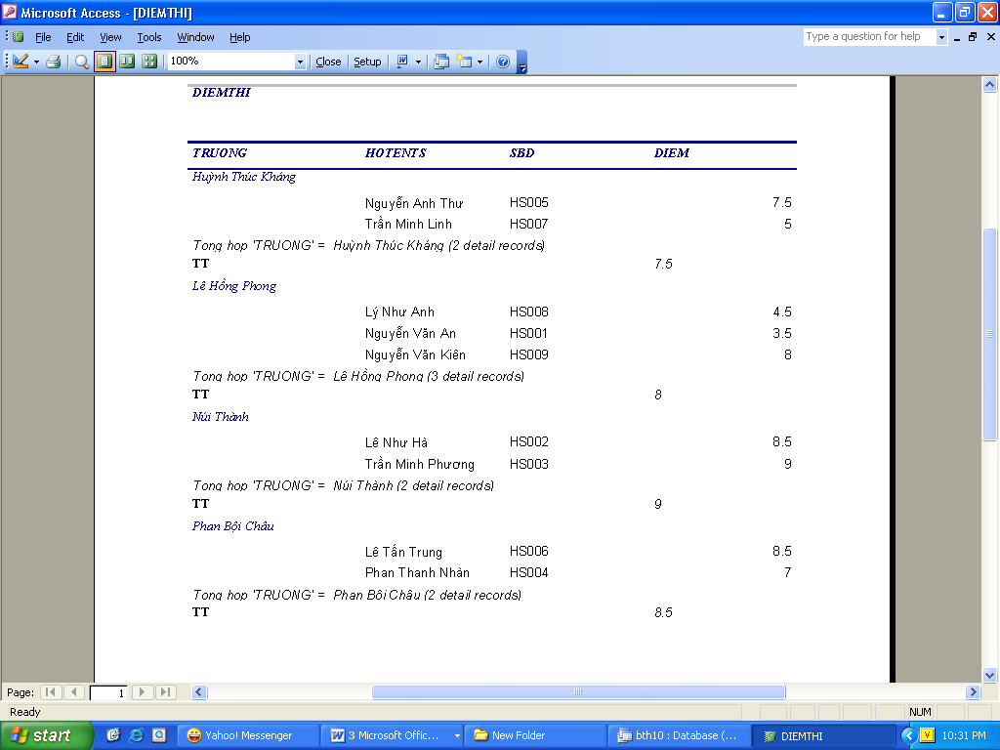 Microsoft Access - [DIEMTHI]
File Edit View Tools Window Help Type a question for help
100% Close Setup
DIEMTHI
TRUONG HOTENTS SBD DIEM
Huỳnh Thúc Kháng
Nguyễn Anh Thư HS005 7.5
Trần Minh Linh HS007 5
Tong hop 'TRUONG' = Huỳnh Thúc Kháng (2 detail records)
TT 7.5
Lê Hồng Phong
Lý Như Anh HS008 4.5
Nguyễn Văn An HS001 3.5
Nguyễn Văn Kiên HS009 8
Tong hop 'TRUONG' = Lê Hồng Phong (3 detail records)
TT 8
Núi Thành
Lê Như Hà HS002 8.5
Trần Minh Phương HS003 9
Tong hop 'TRUONG' = Núi Thành (2 detail records)
TT 9
Phan Bội Châu
Lê Tấn Trung HS006 8.5
Phan Thanh Nhàn HS004 7
Tong hop 'TRUONG' = Phan Bôi Châu (2 detail records)
TT 8.5
Page: 1
Ready NUM
start Yahoo! Messenger 3 Microsoft Offic... New Folder bth10 : Database (... DIEMTHI V 10:31 PM